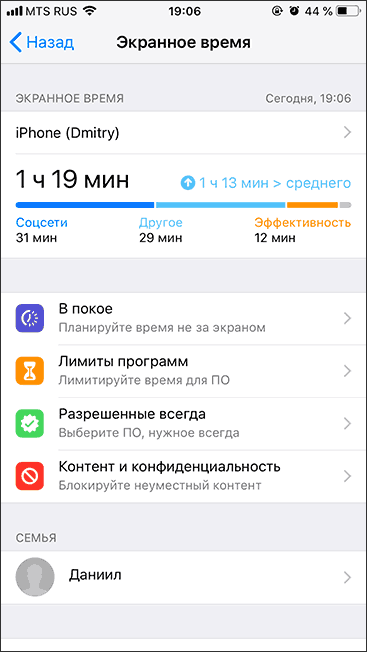 MTS RUS 19:06 44 %
Назад Экранное время
ЭКРАННОЕ ВРЕМЯ Сегодня, 19:06
iPhone (Dmitry)
1 ч 19 мин 1 ч 13 мин > среднего
Соцсети Другое Эффективность
31 мин 29 мин 12 мин
В покое
Планируйте время не за экраном
Лимиты программ
Лимитируйте время для ПО
Разрешенные всегда
Выберите ПО, нужное всегда
Контент и конфиденциальность
Блокируйте неуместный контент
СЕМЬЯ
Даниил